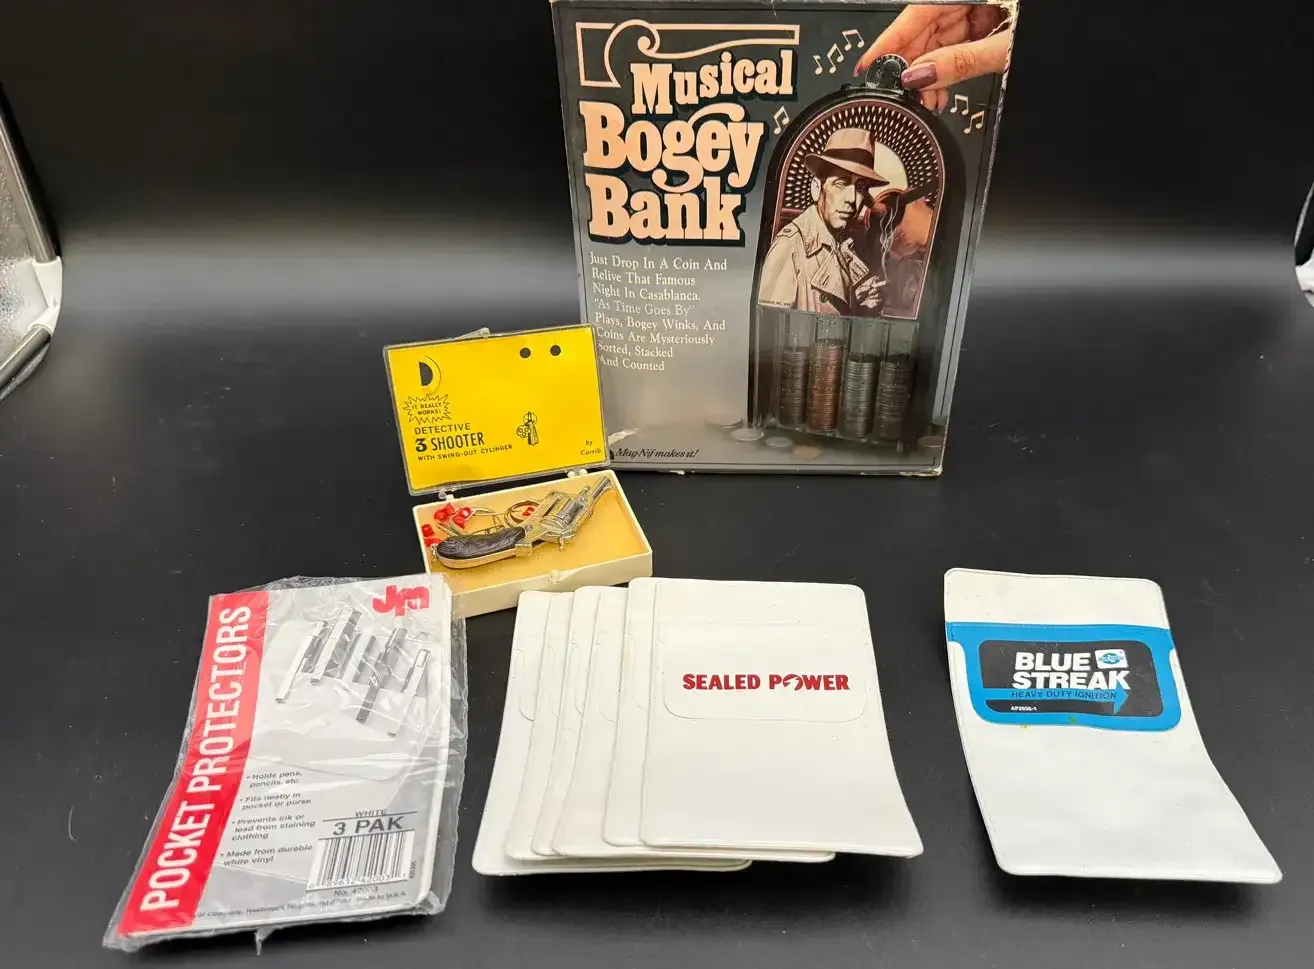 Musical
Bogey
Bank
Just Drop In A Coin And
Relive That Famous
Night In Casablanca.
"As Time Goes By"
Plays, Bogey Winks, And
Coins Are Mysteriously
Sorted, Stacked
And Counted
Mag-Nif makes it!
IT REALLY
WORKS!
DETECTIVE
3 SHOOTER
WITH SWING-OUT CYLINDER
by
Corrib
Jm
POCKET PROTECTORS
• Holds pens,
pencils, etc.
• Fits neatly in
pocket or purse
• Prevents ink or
lead from staining
clothing
• Made from durable
white vinyl
WHITE
3 PAK
No. 42003
SEALED POWER
BLUE
STREAK
HEAVY DUTY IGNITION